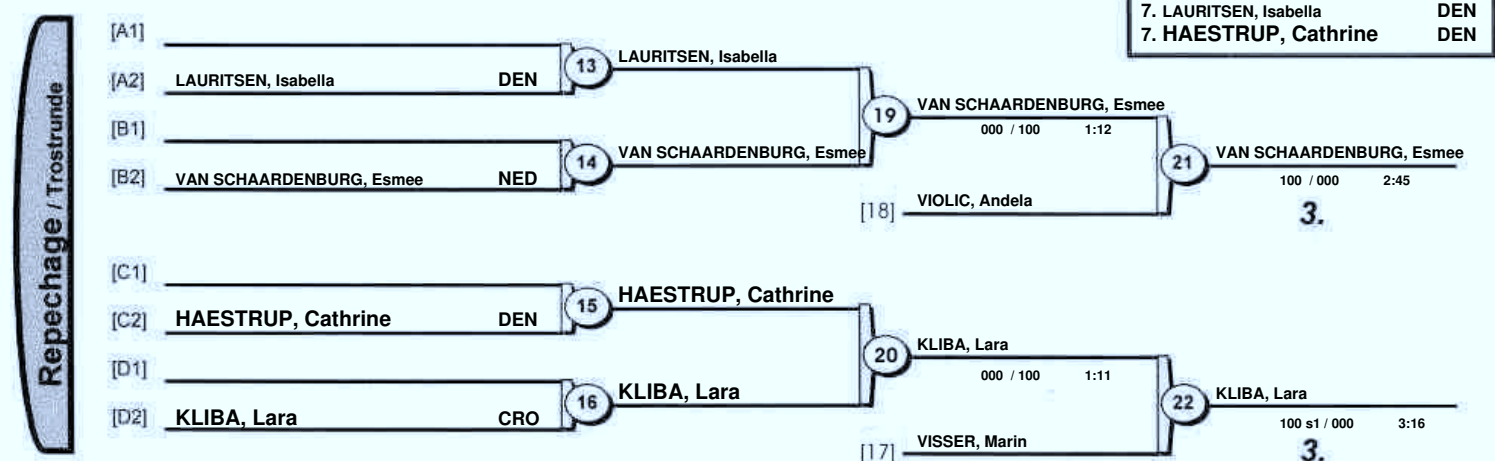 7. LAURITSEN, Isabella DEN
7. HAESTRUP, Cathrine DEN
Repechage / Trostrunde
[A1]
[A2] LAURITSEN, Isabella DEN
13 LAURITSEN, Isabella
[B1]
[B2] VAN SCHAARDENBURG, Esmee NED
14 VAN SCHAARDENBURG, Esmee
19 VAN SCHAARDENBURG, Esmee
000 / 100 1:12
[18] VIOLIC, Andela
21 VAN SCHAARDENBURG, Esmee
100 / 000 2:45
3.
[C1]
[C2] HAESTRUP, Cathrine DEN
15 HAESTRUP, Cathrine
[D1]
[D2] KLIBA, Lara CRO
16 KLIBA, Lara
20 KLIBA, Lara
000 / 100 1:11
[17] VISSER, Marin
22 KLIBA, Lara
100 s1 / 000 3:16
3.